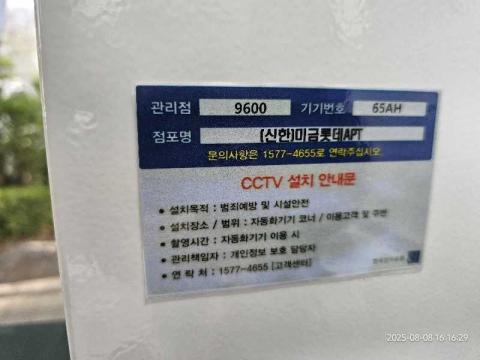 관리점 9600 기기번호 65AH
점포명 (신한)미금롯데APT
문의사항은 1577-4655로 연락주십시오.
CCTV 설치 안내문
• 설치목적 : 범죄예방 및 시설안전
• 설치장소 / 범위 : 자동화기기 코너 / 이용고객 및 주변
• 촬영시간 : 자동화기기 이용 시
• 관리책임자 : 개인정보 보호 담당자
• 연 락 처 : 1577-4655 [고객센터]
2025-08-08 16:16:29